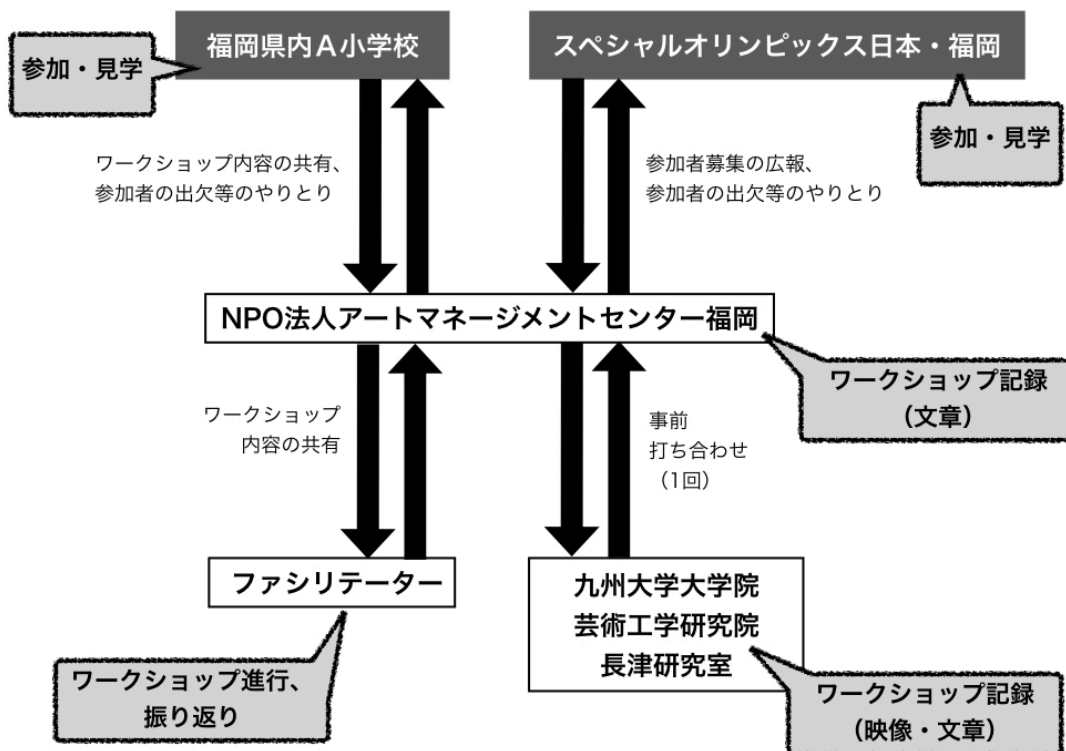 福岡県内A小学校
スペシャルオリンピックス日本・福岡
参加・見学
参加・見学
ワークショップ内容の共有、
参加者の出欠等のやりとり
参加者募集の広報、
参加者の出欠等のやりとり
NPO法人アートマネージメントセンター福岡
ワークショップ記録
（文章）
ワークショップ
内容の共有
事前
打ち合わせ
（1回）
ファシリテーター
九州大学大学院
芸術工学研究院
長津研究室
ワークショップ進行、
振り返り
ワークショップ記録
（映像・文章）